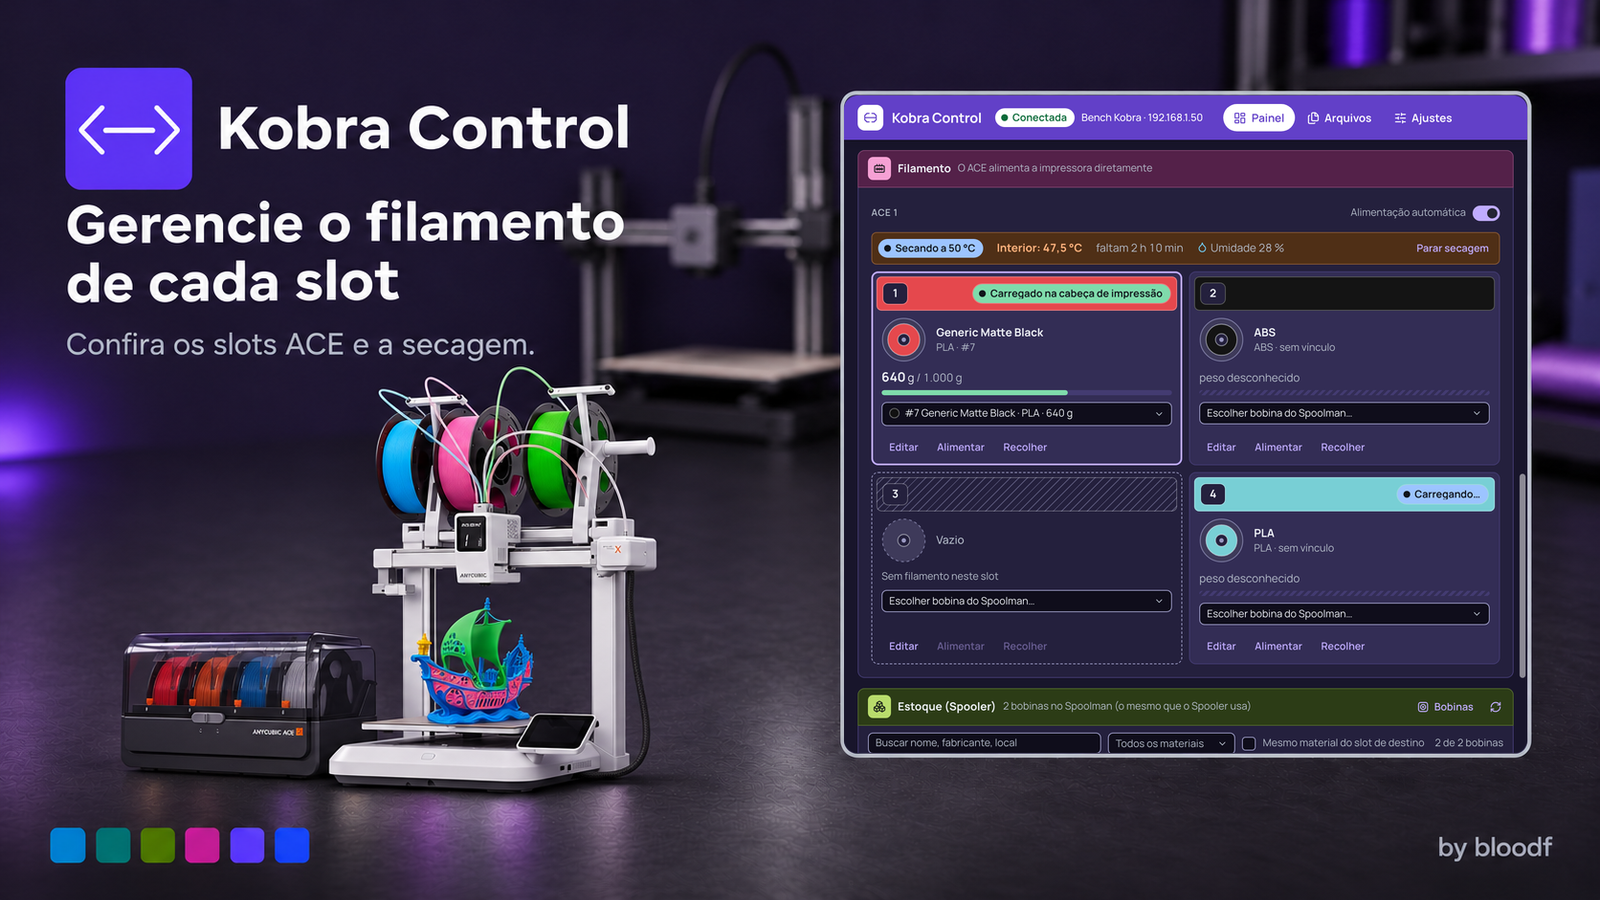 Kobra Control
Gerencie o filamento
de cada slot
Confira os slots ACE e a secagem.
ANYCUBIC
ANYCUBIC ACE
X
Kobra Control
Conectada
Bench Kobra · 192.168.1.50
Painel
Arquivos
Ajustes
Filamento
O ACE alimenta a impressora diretamente
ACE 1
Alimentação automática
Secando a 50 °C
Interior: 47,5 °C
faltam 2 h 10 min
Umidade 28 %
Parar secagem
1
Carregado na cabeça de impressão
Generic Matte Black
PLA · #7
640 g / 1.000 g
#7 Generic Matte Black · PLA · 640 g
Editar
Alimentar
Recolher
2
ABS
ABS · sem vínculo
peso desconhecido
Escolher bobina do Spoolman...
Editar
Alimentar
Recolher
3
Vazio
Sem filamento neste slot
Escolher bobina do Spoolman...
Editar
Alimentar
Recolher
4
Carregando...
PLA
PLA · sem vínculo
peso desconhecido
Escolher bobina do Spoolman...
Editar
Alimentar
Recolher
Estoque (Spooler)
2 bobinas no Spoolman (o mesmo que o Spooler usa)
Bobinas
Buscar nome, fabricante, local
Todos os materiais
Mesmo material do slot de destino
2 de 2 bobinas
by bloodf